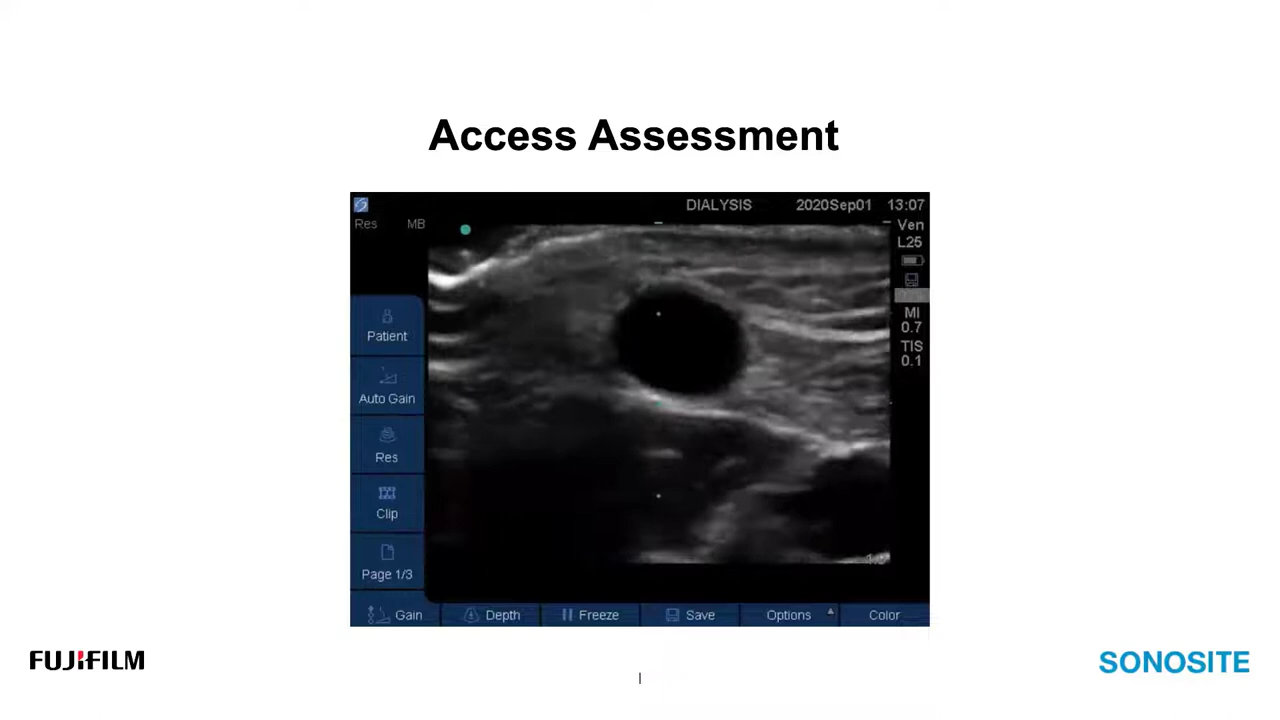 Access Assessment
DIALYSIS 2020Sep01 13:07
Res MB
Ven
L25
MI
0.7
TIS
0.1
Patient
Auto Gain
Res
Clip
Page 1/3
Gain Depth Freeze Save Options Color
FUJIFILM
SONOSITE